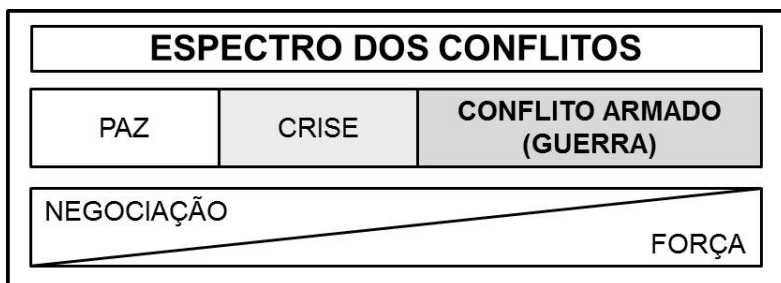 ESPECTRO DOS CONFLITOS
PAZ
CRISE
CONFLITO ARMADO
(GUERRA)
NEGOCIAÇÃO
FORÇA